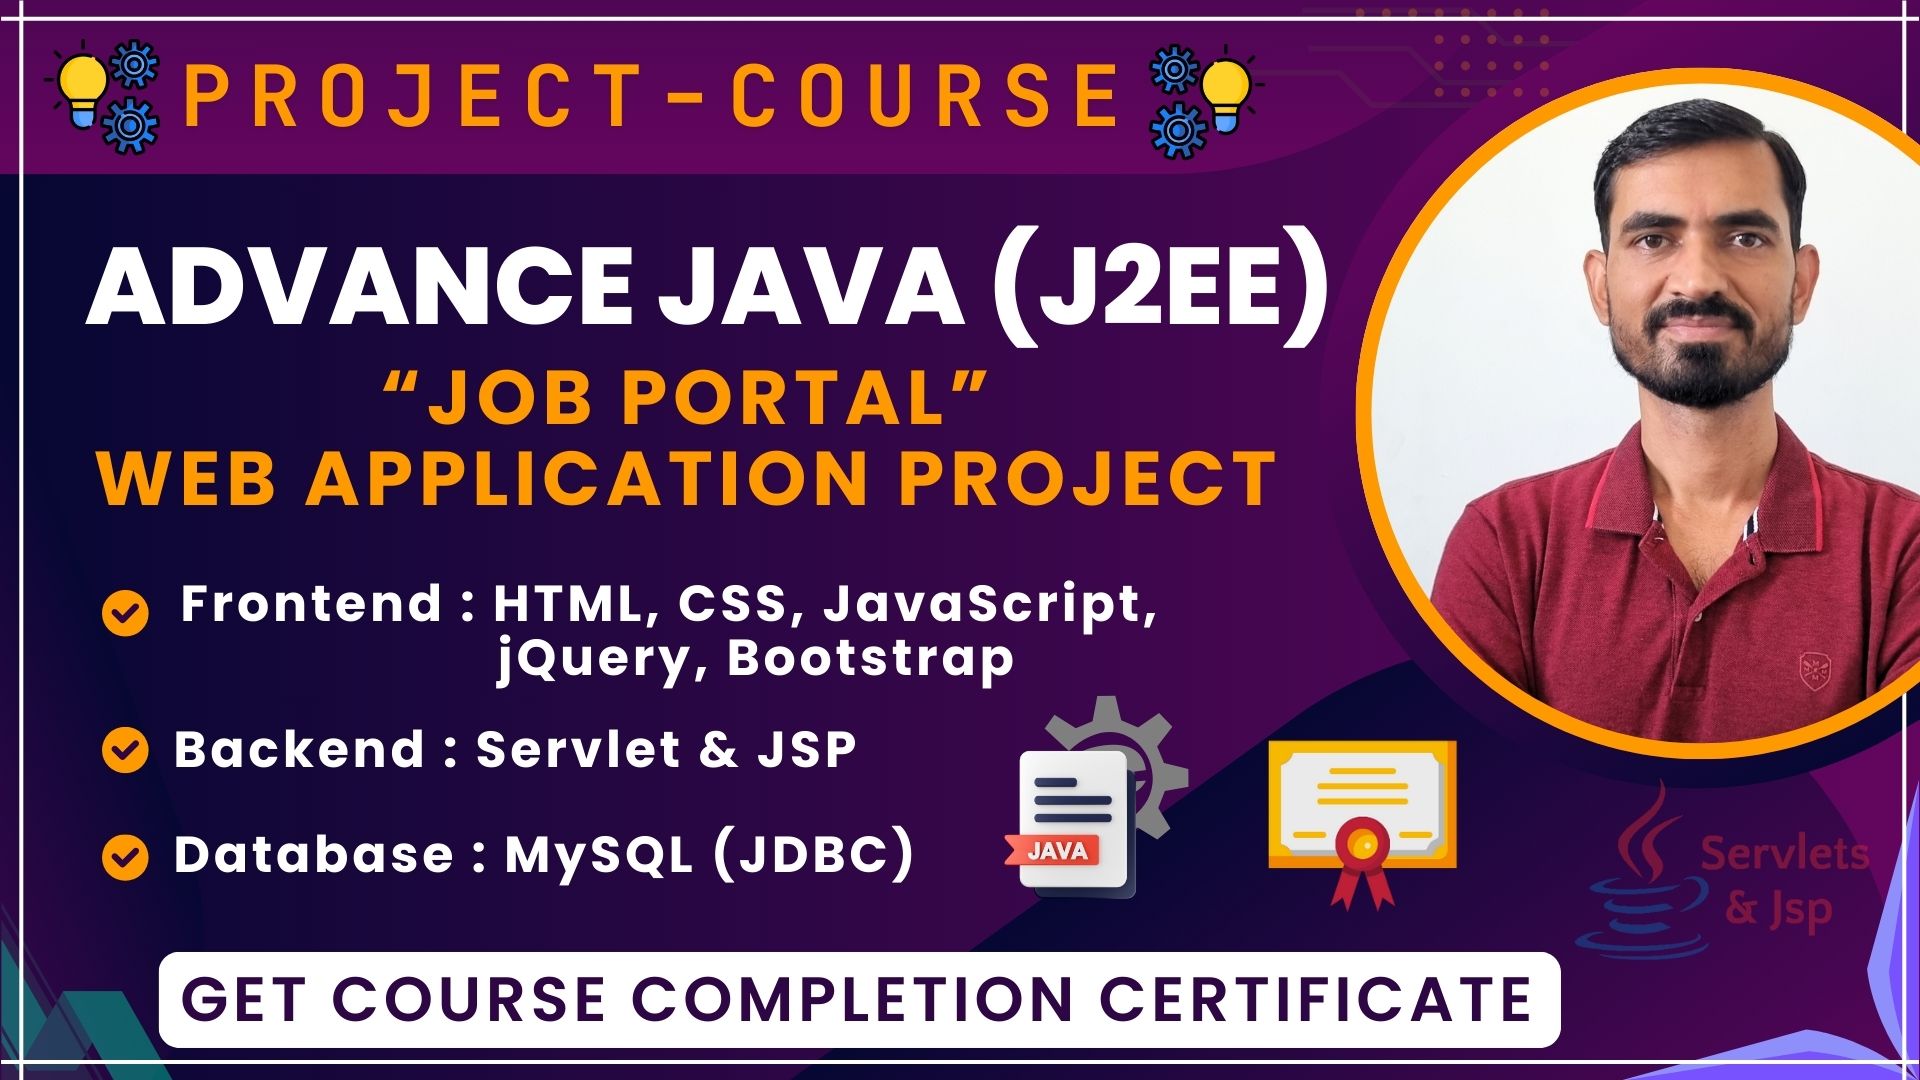 PROJECT-COURSE
ADVANCE JAVA (J2EE)
“JOB PORTAL”
WEB APPLICATION PROJECT
Frontend : HTML, CSS, JavaScript,
jQuery, Bootstrap
Backend : Servlet & JSP
Database : MySQL (JDBC)
JAVA
Servlets
& Jsp
GET COURSE COMPLETION CERTIFICATE